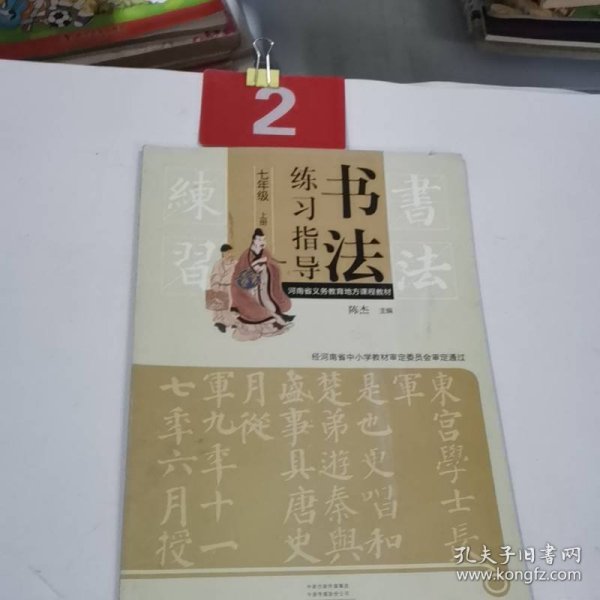 2
書法
練習
书法
练习指导
七年级 上册
河南省义务教育地方课程教材
陈杰 主编
经河南省中小学教材审定委员会审定通过
東宫學士長
軍
是也史唱和
楚弟遊秦與
盛事具唐史
月從
軍九年十一
七年六月授
孔夫子旧书网
www.kongfz.com